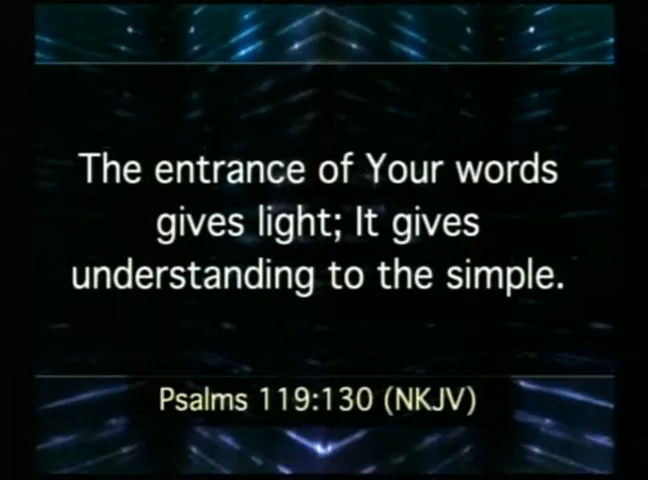 The entrance of Your words
gives light; It gives
understanding to the simple.
Psalms 119:130 (NKJV)